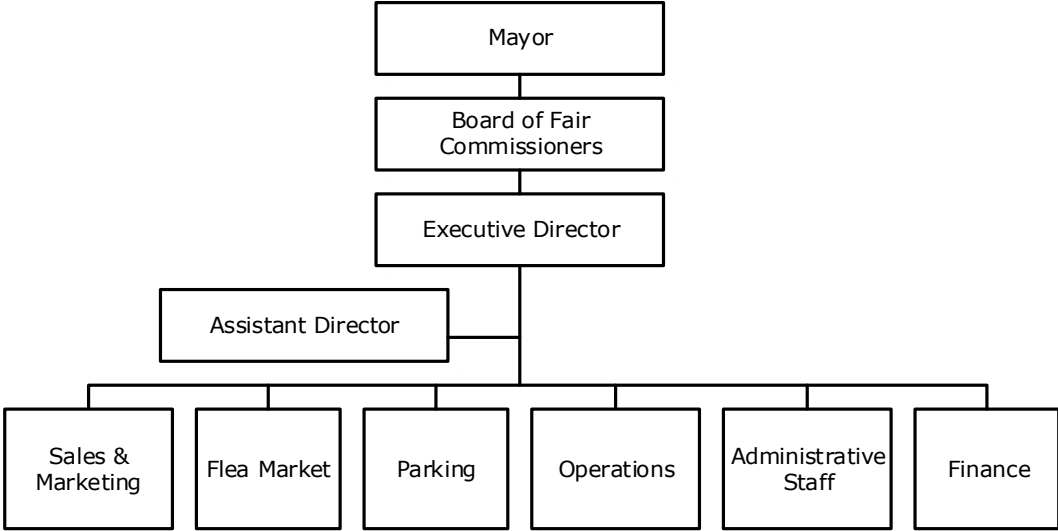 Mayor
Board of Fair
Commissioners
Executive Director
Assistant Director
Sales &
Marketing
Flea Market
Parking
Operations
Administrative
Staff
Finance